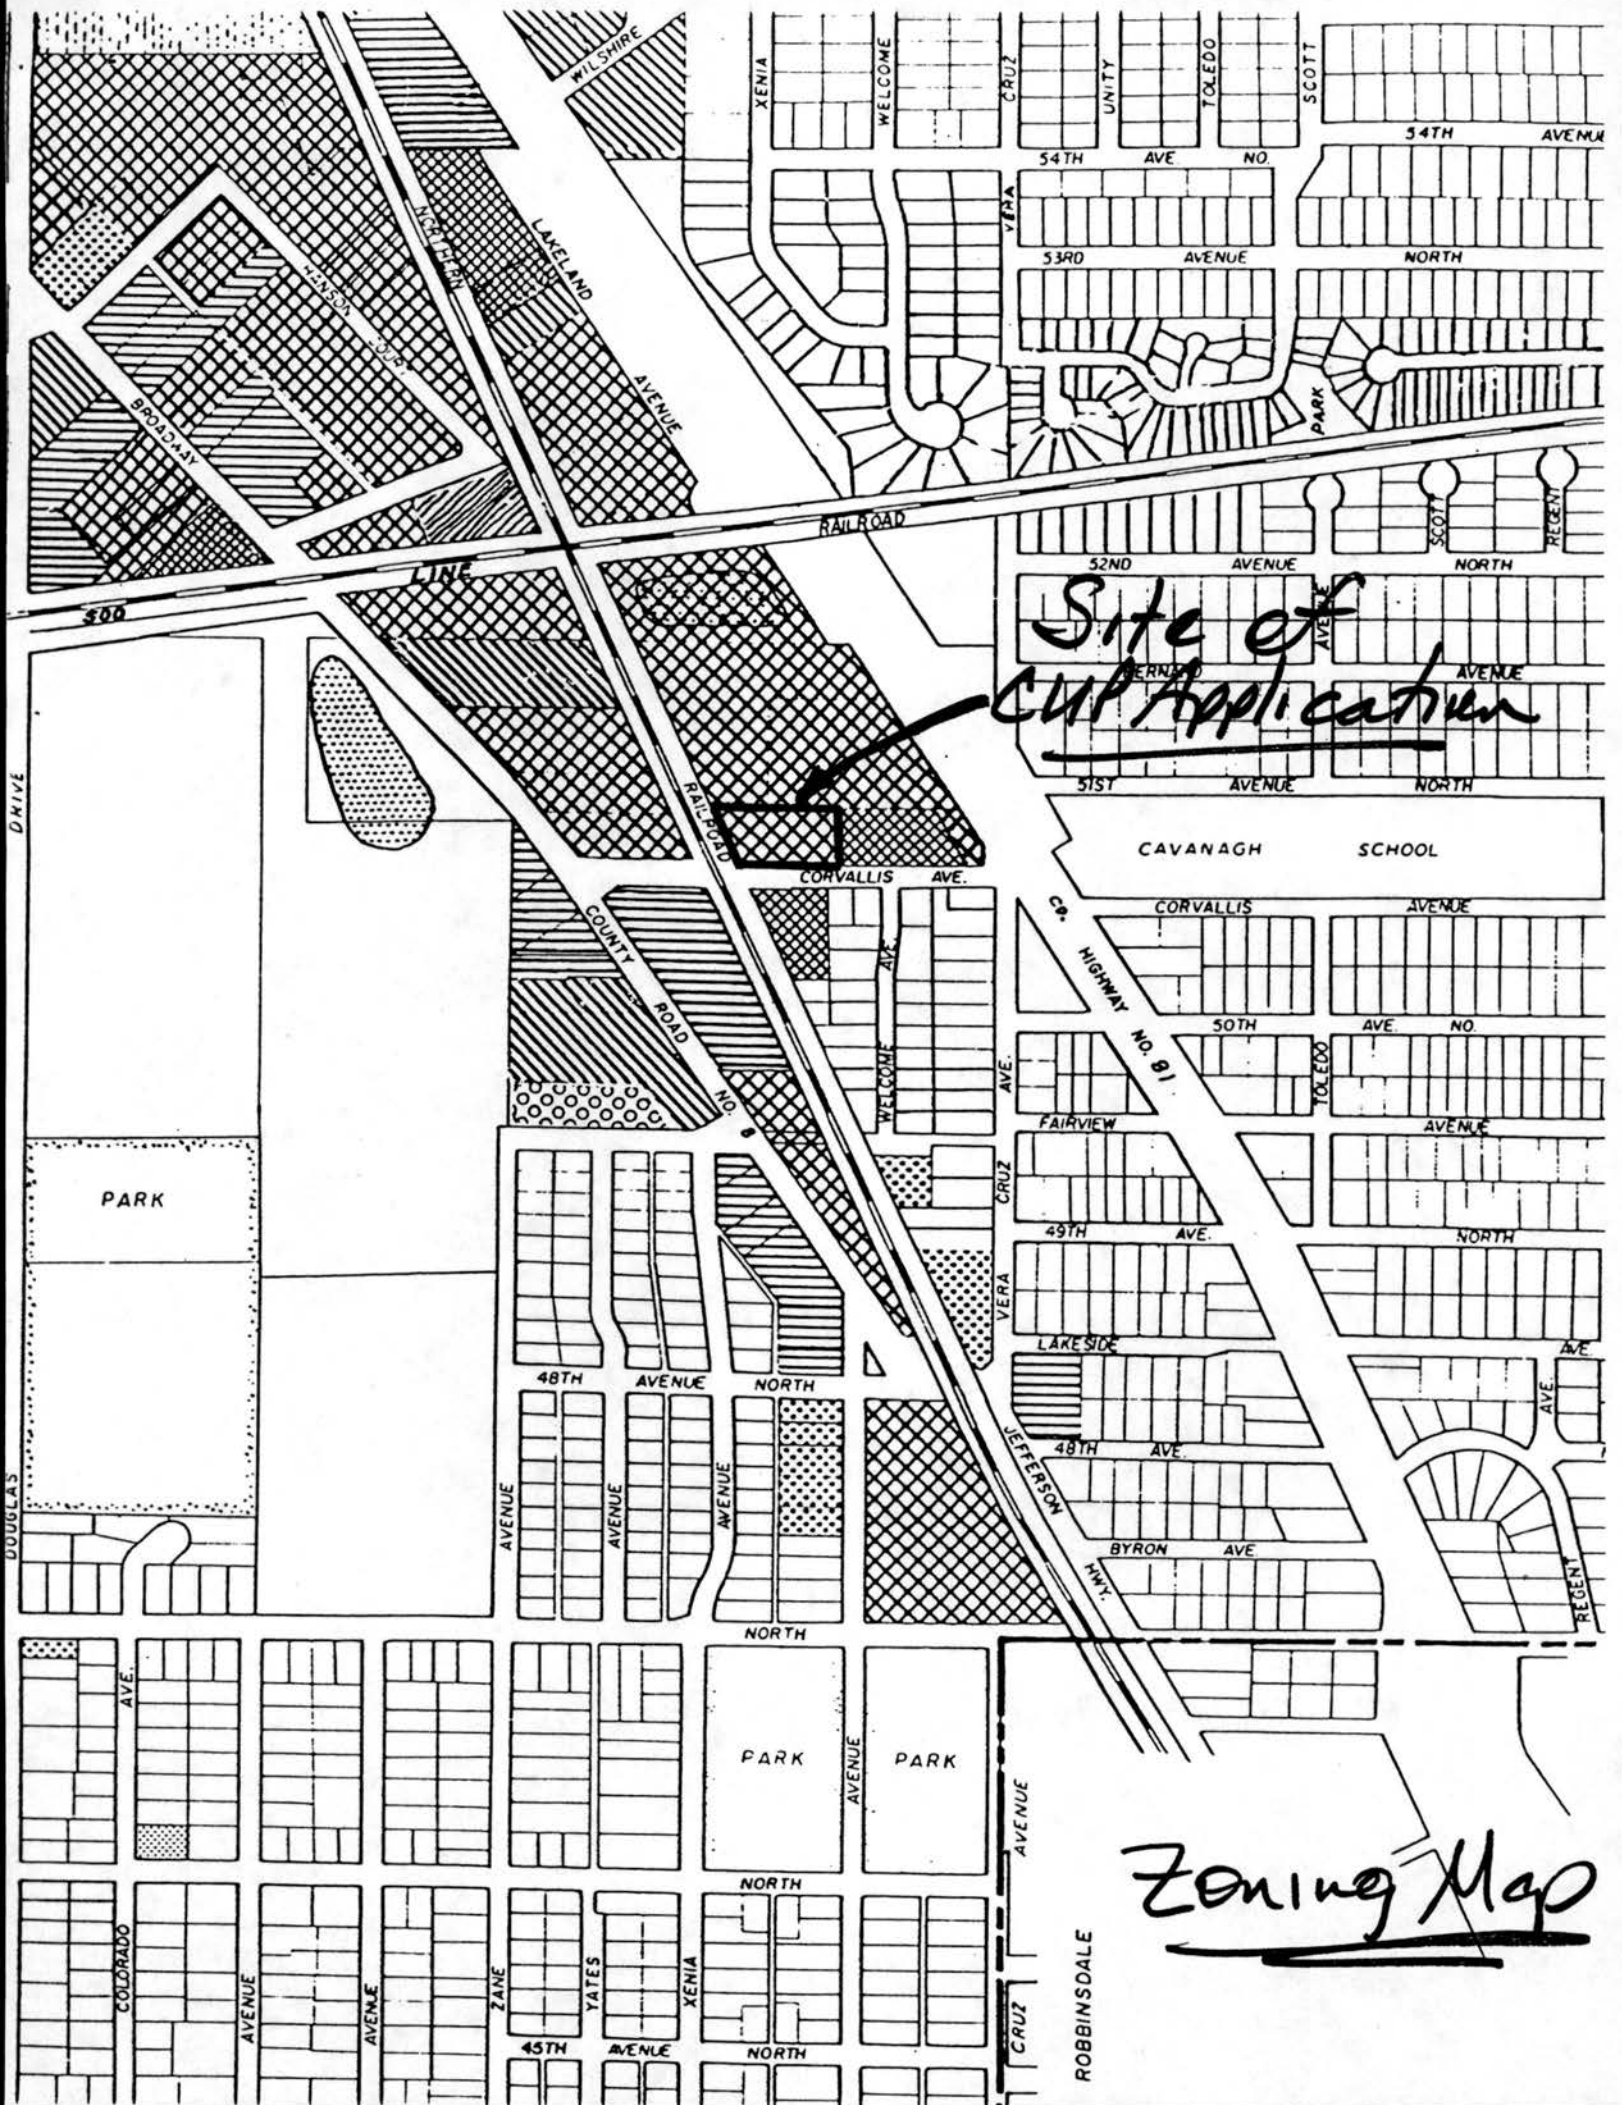 WILSHIRE
XENIA
WELCOME
CRUZ
UNITY
TOLEDO
SCOTT
54TH AVENUE
54TH AVE. NO.
VERA
53RD AVENUE NORTH
NORTHERN
LAKELAND
AVENUE
HANSON COURT
BROADWAY
PARK
SCOTT
REGENT
RAILROAD
SOO LINE
52ND AVENUE NORTH
AVENUE
Site of
CUP Application
AVENUE
51ST AVENUE NORTH
DRIVE
RAILROAD
CAVANAGH SCHOOL
CORVALLIS AVE.
CORVALLIS AVENUE
COUNTY ROAD NO. 8
CO. HIGHWAY NO. 81
WELCOME AVE.
50TH AVE. NO.
TOLEDO
AVE.
FAIRVIEW AVENUE
CRUZ
PARK
49TH AVE. NORTH
VERA
LAKESIDE AVE.
48TH AVENUE NORTH
AVE.
48TH AVE.
JEFFERSON HWY.
DOUGLAS
AVENUE
AVENUE
AVENUE
BYRON AVE.
REGENT
NORTH
AVE.
PARK
AVENUE
PARK
AVENUE
Zoning Map
NORTH
COLORADO
AVENUE
AVENUE
ZANE
YATES
XENIA
CRUZ
ROBBINSDALE
45TH AVENUE NORTH